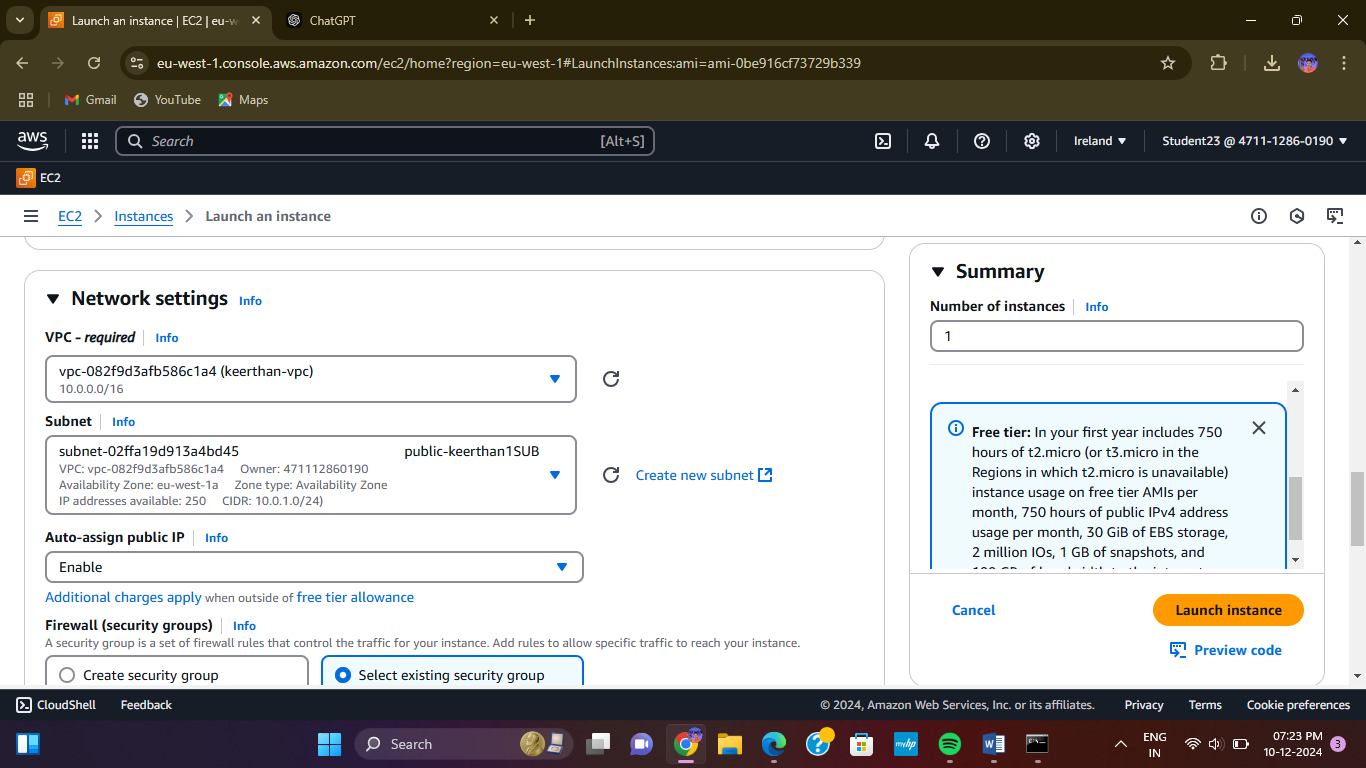 Launch an instance | EC2 | eu-w
ChatGPT
eu-west-1.console.aws.amazon.com/ec2/home?region=eu-west-1#LaunchInstances:ami=ami-0be916cf73729b339
Gmail
YouTube
Maps
aws
Search
[Alt+S]
Ireland
Student23 @ 4711-1286-0190
EC2
EC2
Instances
Launch an instance
Network settings Info
VPC - required Info
vpc-082f9d3afb586c1a4 (keerthan-vpc)
10.0.0.0/16
Subnet Info
subnet-02ffa19d913a4bd45 public-keerthan1SUB
VPC: vpc-082f9d3afb586c1a4 Owner: 471112860190
Availability Zone: eu-west-1a Zone type: Availability Zone
IP addresses available: 250 CIDR: 10.0.1.0/24)
Create new subnet
Auto-assign public IP Info
Enable
Additional charges apply when outside of free tier allowance
Firewall (security groups) Info
A security group is a set of firewall rules that control the traffic for your instance. Add rules to allow specific traffic to reach your instance.
Create security group
Select existing security group
Summary
Number of instances Info
1
Free tier: In your first year includes 750
hours of t2.micro (or t3.micro in the
Regions in which t2.micro is unavailable)
instance usage on free tier AMIs per
month, 750 hours of public IPv4 address
usage per month, 30 GiB of EBS storage,
2 million IOs, 1 GB of snapshots, and
Cancel
Launch instance
Preview code
CloudShell
Feedback
© 2024, Amazon Web Services, Inc. or its affiliates.
Privacy
Terms
Cookie preferences
Search
myhp
ENG
IN
07:23 PM
10-12-2024
3